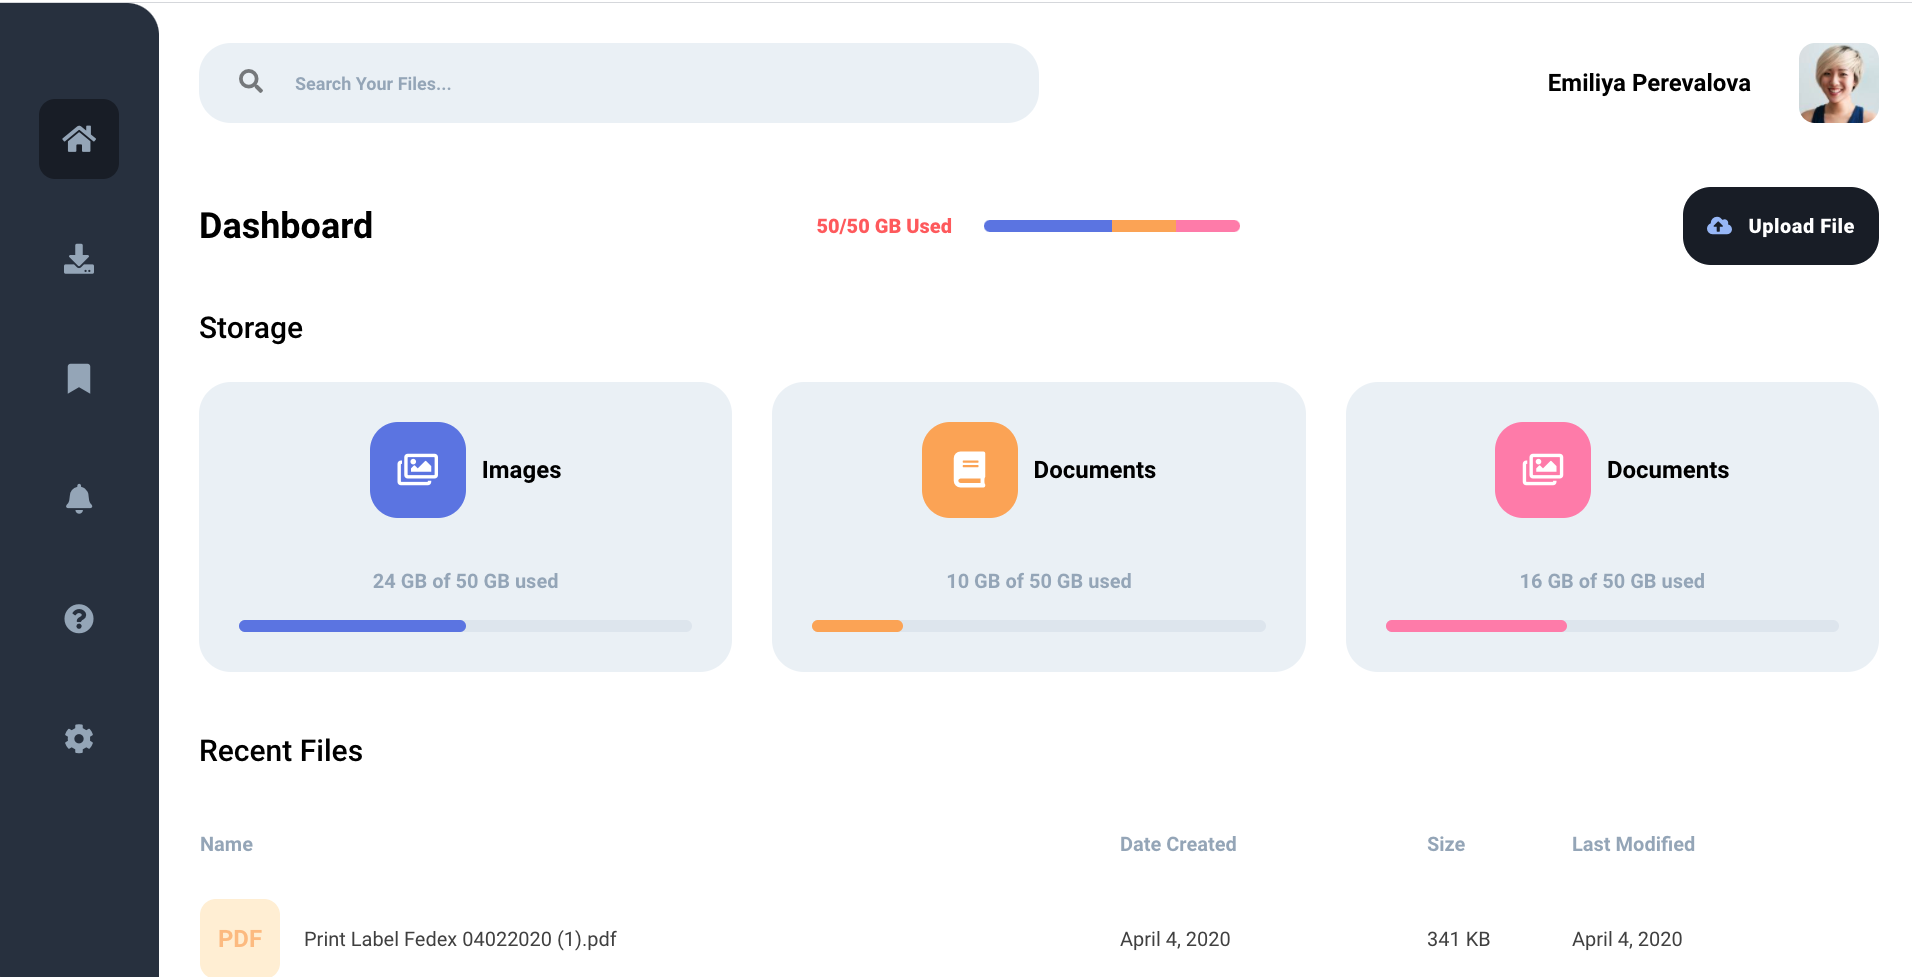 Search Your Files...
Emiliya Perevalova
Dashboard
50/50 GB Used
Upload File
Storage
Images
Documents
Documents
24 GB of 50 GB used
10 GB of 50 GB used
16 GB of 50 GB used
Recent Files
Name
Date Created
Size
Last Modified
PDF
Print Label Fedex 04022020 (1).pdf
April 4, 2020
341 KB
April 4, 2020